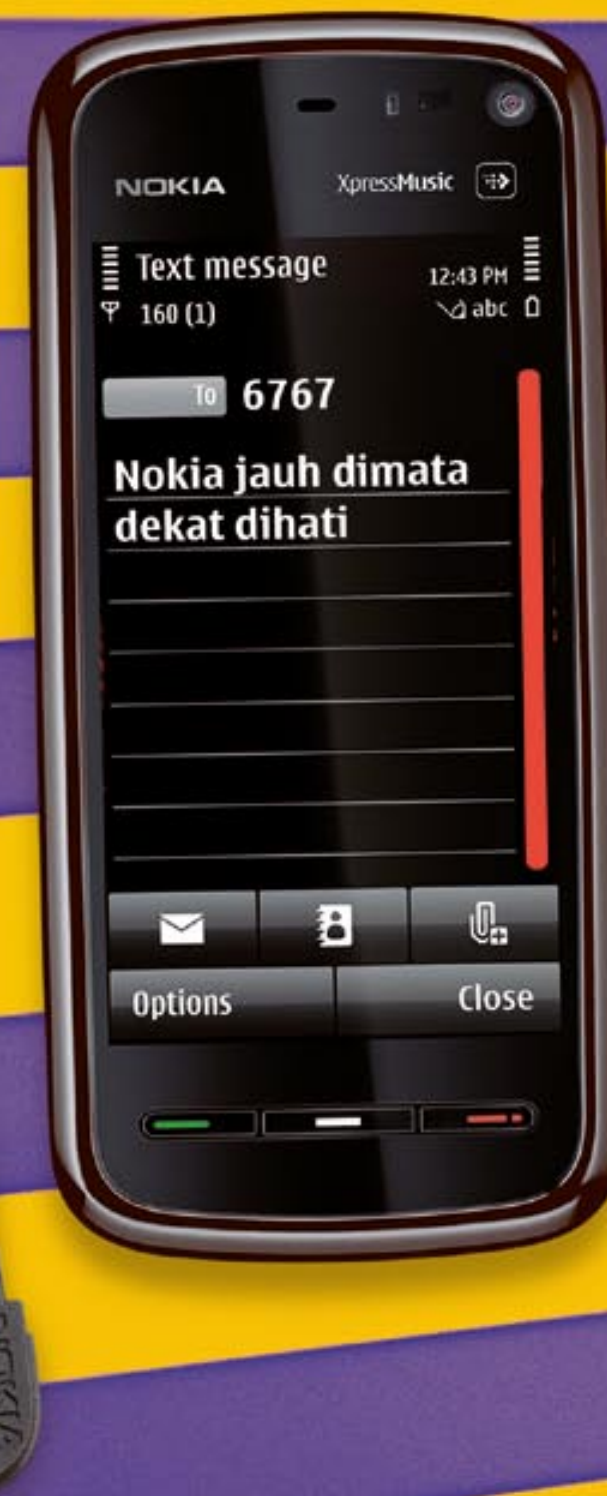 NOKIA
XpressMusic
Text message
12:43 PM
160 (1)
abc
To 6767
Nokia jauh dimata
dekat dihati
Options
Close
NOKIA